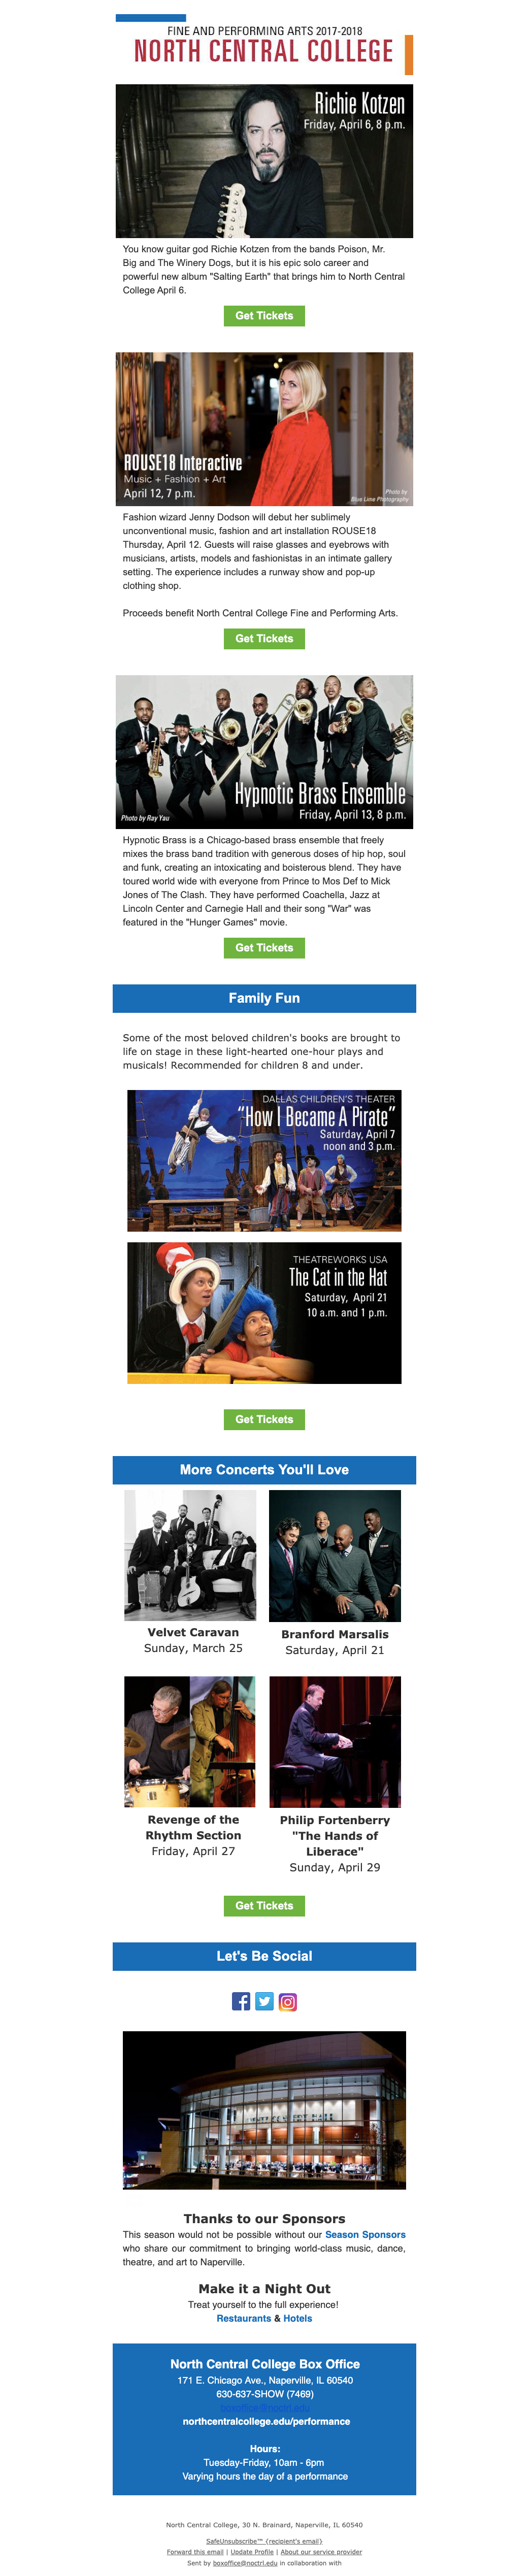 FINE AND PERFORMING ARTS 2017-2018
NORTH CENTRAL COLLEGE
Richie Kotzen
Friday, April 6, 8 p.m.
You know guitar god Richie Kotzen from the bands Poison, Mr.
Big and The Winery Dogs, but it is his epic solo career and
powerful new album "Salting Earth" that brings him to North Central
College April 6.
Get Tickets
ROUSE18 Interactive
Music + Fashion + Art
April 12, 7 p.m.
Photo by
Blue Lime Photography
Fashion wizard Jenny Dodson will debut her sublimely
unconventional music, fashion and art installation ROUSE18
Thursday, April 12. Guests will raise glasses and eyebrows with
musicians, artists, models and fashionistas in an intimate gallery
setting. The experience includes a runway show and pop-up
clothing shop.
Proceeds benefit North Central College Fine and Performing Arts.
Get Tickets
Hypnotic Brass Ensemble
Friday, April 13, 8 p.m.
Photo by Ray Yau
Hypnotic Brass is a Chicago-based brass ensemble that freely
mixes the brass band tradition with generous doses of hip hop, soul
and funk, creating an intoxicating and boisterous blend. They have
toured world wide with everyone from Prince to Mos Def to Mick
Jones of The Clash. They have performed Coachella, Jazz at
Lincoln Center and Carnegie Hall and their song "War" was
featured in the "Hunger Games" movie.
Get Tickets
Family Fun
Some of the most beloved children's books are brought to
life on stage in these light-hearted one-hour plays and
musicals! Recommended for children 8 and under.
DALLAS CHILDREN'S THEATER
"How I Became A Pirate"
Saturday, April 7
noon and 3 p.m.
THEATREWORKS USA
The Cat in the Hat
Saturday, April 21
10 a.m. and 1 p.m.
Get Tickets
More Concerts You'll Love
Velvet Caravan
Sunday, March 25
Branford Marsalis
Saturday, April 21
Revenge of the
Rhythm Section
Friday, April 27
Philip Fortenberry
"The Hands of
Liberace"
Sunday, April 29
Get Tickets
Let's Be Social
Thanks to our Sponsors
This season would not be possible without our Season Sponsors
who share our commitment to bringing world-class music, dance,
theatre, and art to Naperville.
Make it a Night Out
Treat yourself to the full experience!
Restaurants & Hotels
North Central College Box Office
171 E. Chicago Ave., Naperville, IL 60540
630-637-SHOW (7469)
northcentralcollege.edu/performance
Hours:
Tuesday-Friday, 10am - 6pm
Varying hours the day of a performance
North Central College, 30 N. Brainard, Naperville, IL 60540
SafeUnsubscribe™ {recipient's email}
Forward this email | Update Profile | About our service provider
Sent by boxoffice@noctrl.edu in collaboration with